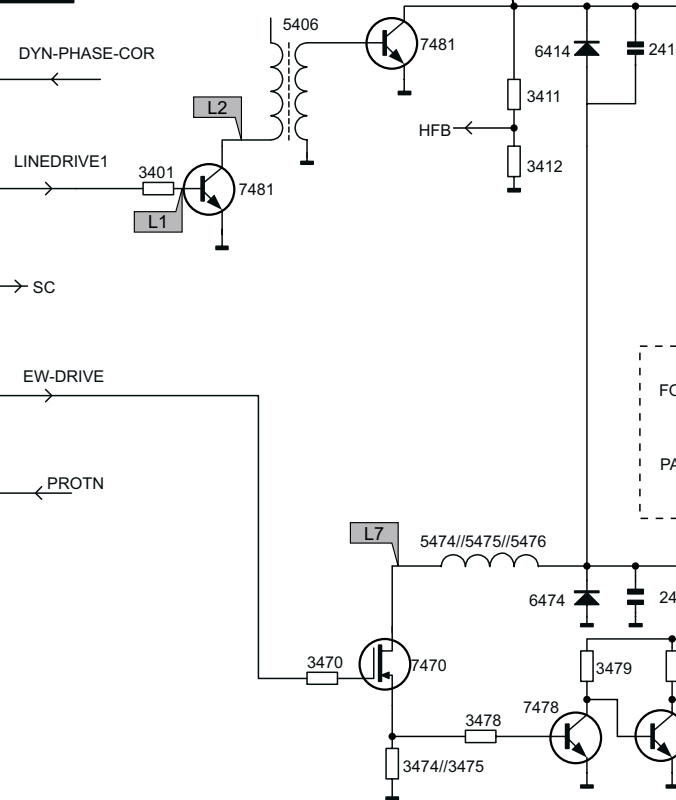 5406
7481
DYN-PHASE-COR
6414
241
3411
L2
HFB
LINEDRIVE1
3401
3412
7481
L1
SC
EW-DRIVE
FO
PA
PROTN
L7
5474//5475//5476
6474
24
3470
7470
3479
7478
3478
3474//3475